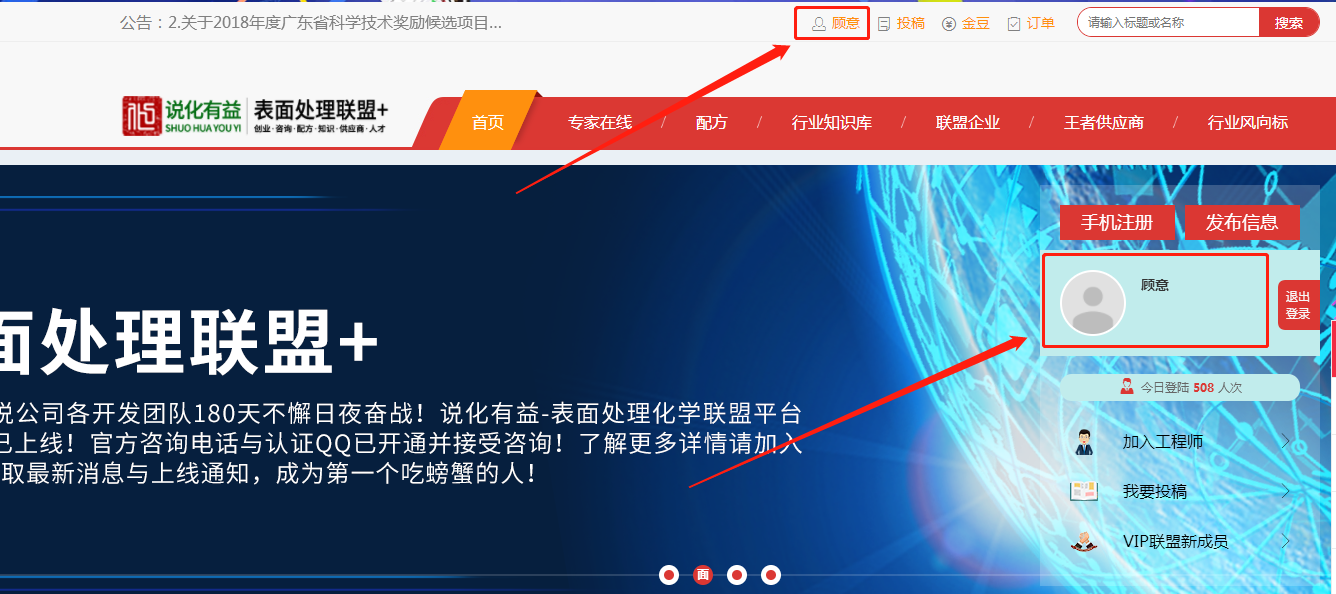 公告：2.关于2018年度广东省科学技术奖励候选项目...
顾意 投稿 金豆 订单 请输入标题或名称 搜索
说化有益 表面处理联盟+
SHUO HUA YOU YI 创业·咨询·配方·知识·供应商·人才
首页 专家在线 / 配方 / 行业知识库 / 联盟企业 / 王者供应商 / 行业风向标
手机注册 发布信息
顾意
退出
登录
面处理联盟+
今日登陆 508 人次
说公司各开发团队180天不懈日夜奋战！说化有益-表面处理化学联盟平台
已上线！官方咨询电话与认证QQ已开通并接受咨询！了解更多详情请加入
取最新消息与上线通知，成为第一个吃螃蟹的人！
加入工程师
我要投稿
VIP联盟新成员
面